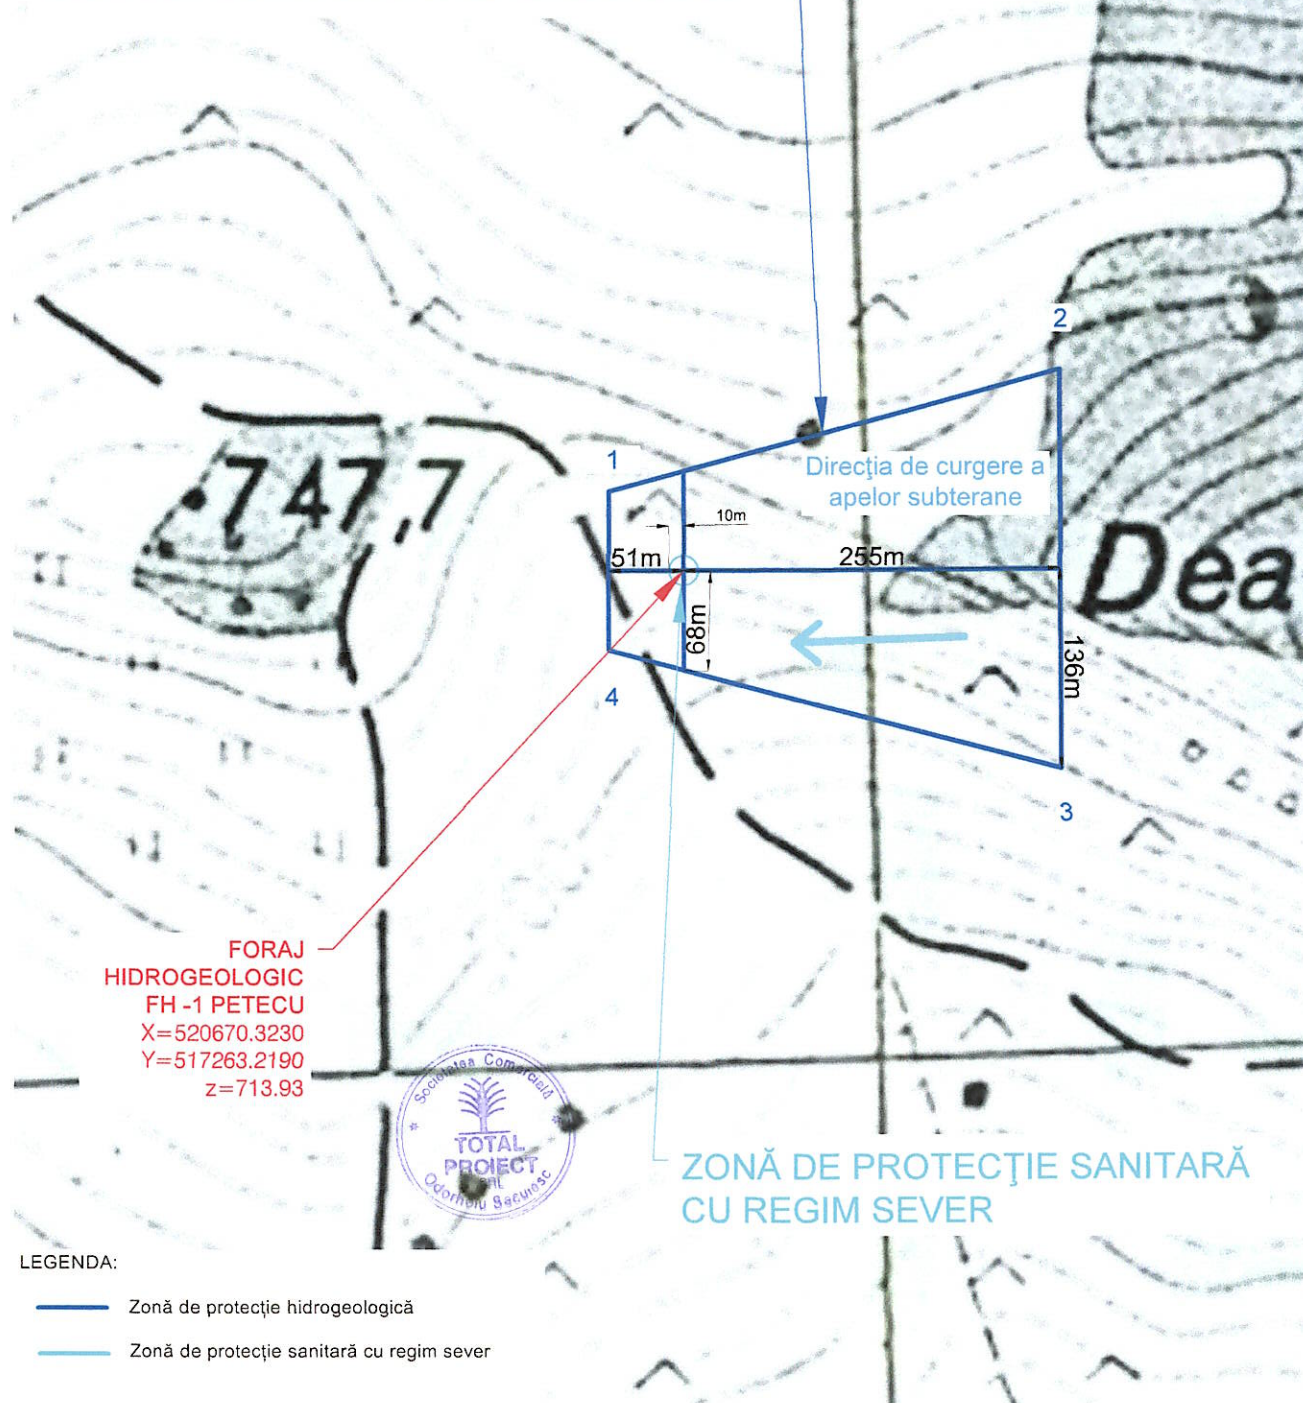 2
747,7
1
Direcţia de curgere a
apelor subterane
10m
51m
255m
Dea
68m
136m
4
3
FORAJ
HIDROGEOLOGIC
FH -1 PETECU
X=520670.3230
Y=517263.2190
z=713.93
Societatea Comercială
TOTAL
PROIECT
SRL
Odorheiu Secuiesc
ZONĂ DE PROTECŢIE SANITARĂ
CU REGIM SEVER
LEGENDA:
Zonă de protecție hidrogeologică
Zonă de protecție sanitară cu regim sever